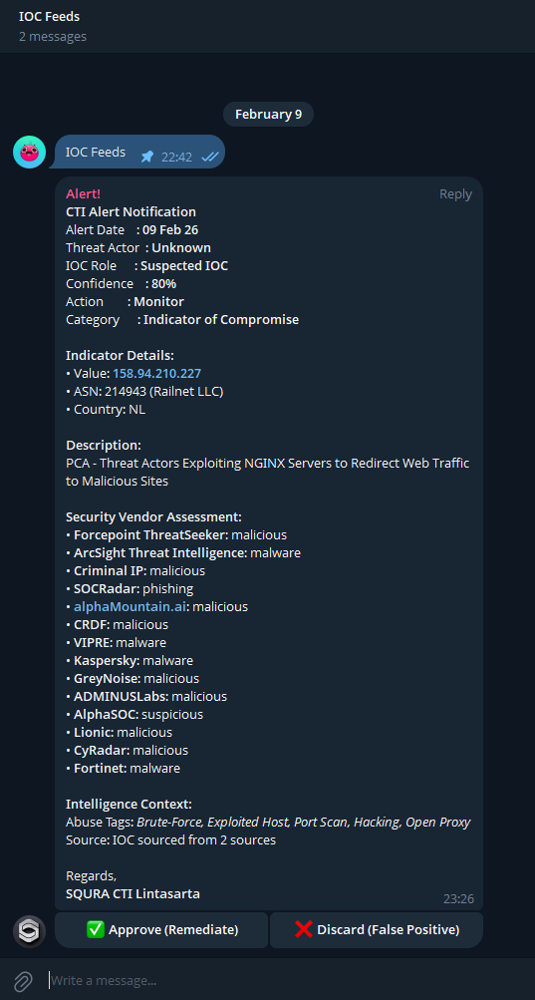 IOC Feeds
2 messages
February 9
IOC Feeds 22:42
Alert! Reply
CTI Alert Notification
Alert Date : 09 Feb 26
Threat Actor : Unknown
IOC Role : Suspected IOC
Confidence : 80%
Action : Monitor
Category : Indicator of Compromise
Indicator Details:
• Value: 158.94.210.227
• ASN: 214943 (Railnet LLC)
• Country: NL
Description:
PCA - Threat Actors Exploiting NGINX Servers to Redirect Web Traffic
to Malicious Sites
Security Vendor Assessment:
• Forcepoint ThreatSeeker: malicious
• ArcSight Threat Intelligence: malware
• Criminal IP: malicious
• SOCRadar: phishing
• alphaMountain.ai: malicious
• CRDF: malicious
• VIPRE: malware
• Kaspersky: malware
• GreyNoise: malicious
• ADMINUSLabs: malicious
• AlphaSOC: suspicious
• Lionic: malicious
• CyRadar: malicious
• Fortinet: malware
Intelligence Context:
Abuse Tags: Brute-Force, Exploited Host, Port Scan, Hacking, Open Proxy
Source: IOC sourced from 2 sources
Regards,
SQURA CTI Lintasarta
23:26
✅ Approve (Remediate)
❌ Discard (False Positive)
Write a message...